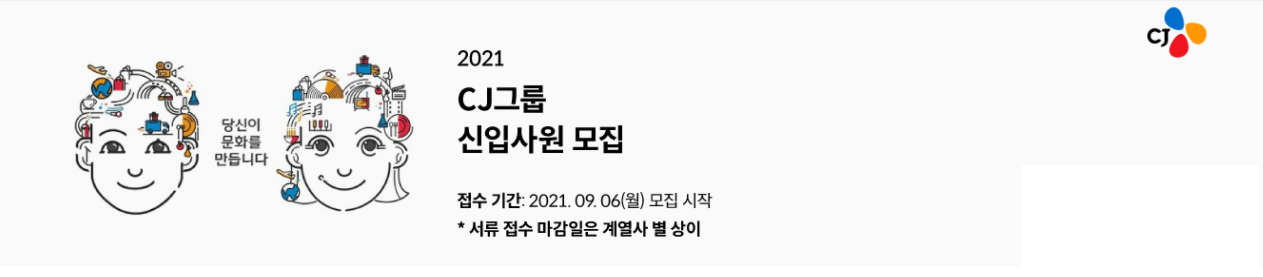 당신이
문화를
만듭니다
2021
CJ그룹
신입사원 모집
접수 기간: 2021. 09. 06(월) 모집 시작
* 서류 접수 마감일은 계열사 별 상이
CJ